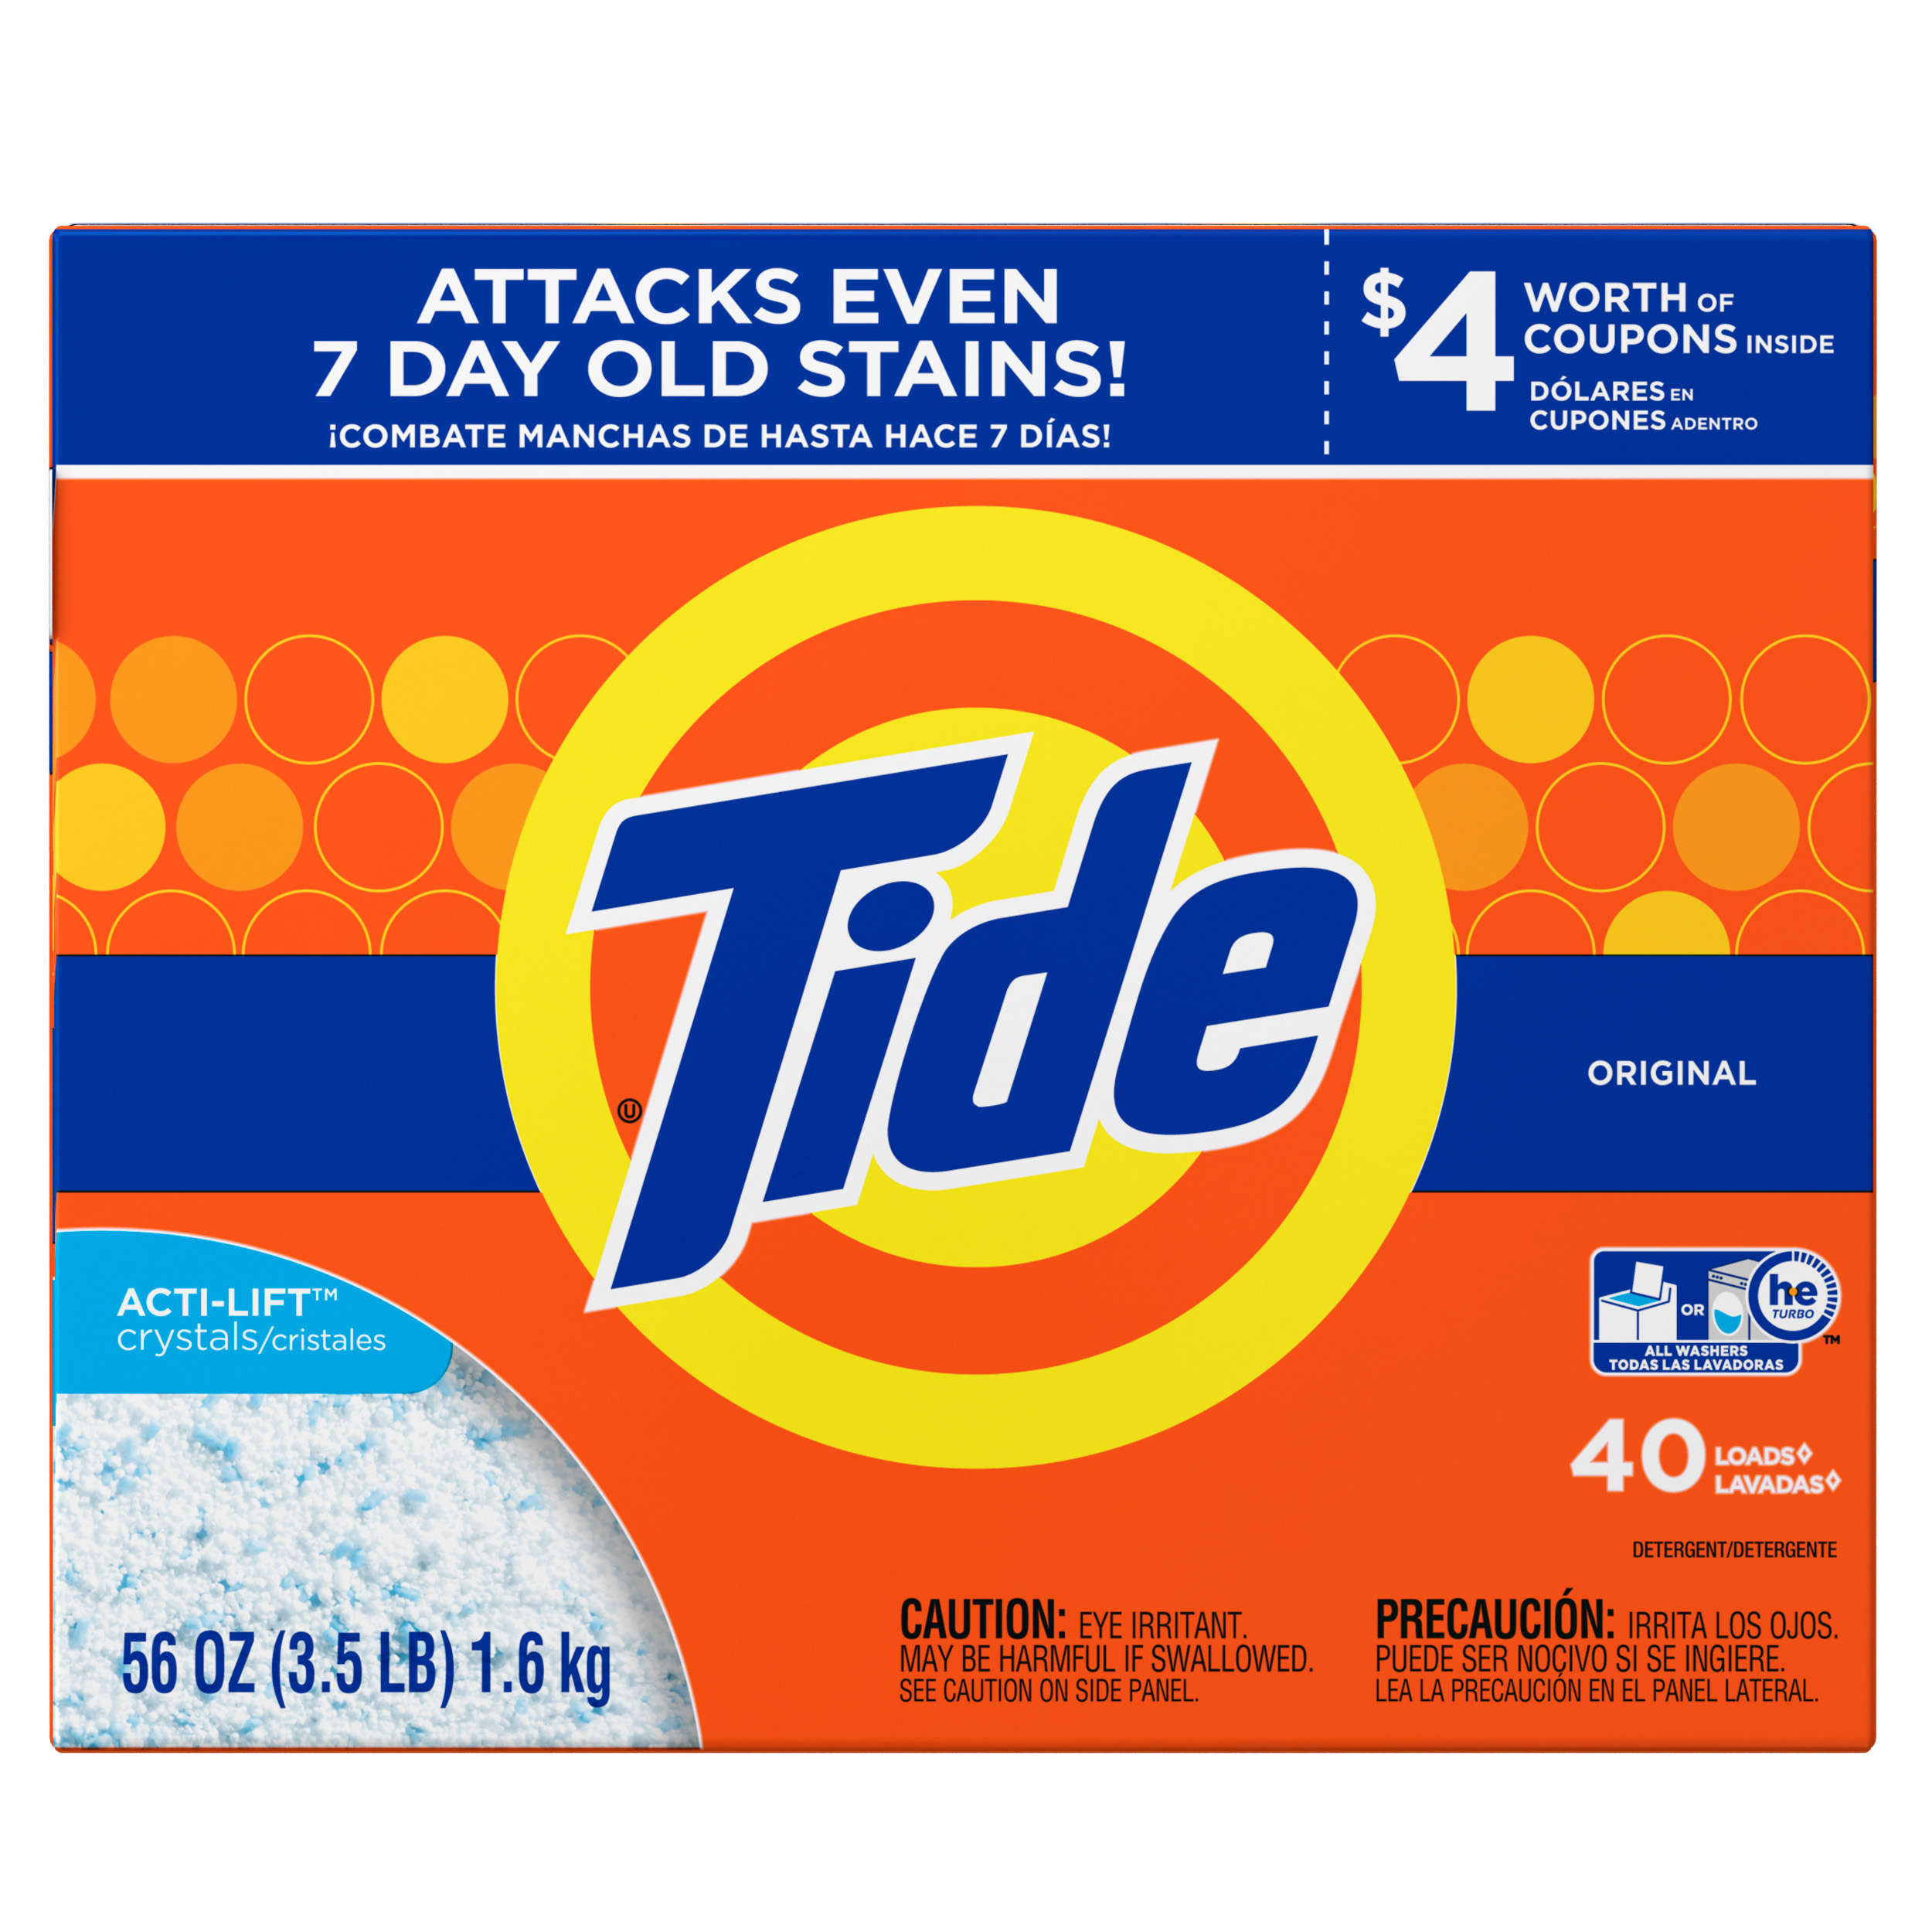 ATTACKS EVEN
7 DAY OLD STAINS!
¡COMBATE MANCHAS DE HASTA HACE 7 DÍAS!
$4 WORTH OF
COUPONS INSIDE
DÓLARES EN
CUPONES ADENTRO
Tide
U
ORIGINAL
ACTI-LIFT™
crystals/cristales
OR
he
TURBO
TM
ALL WASHERS
TODAS LAS LAVADORAS
40 LOADS◊
LAVADAS◊
DETERGENT/DETERGENTE
56 OZ (3.5 LB) 1.6 kg
CAUTION: EYE IRRITANT.
MAY BE HARMFUL IF SWALLOWED.
SEE CAUTION ON SIDE PANEL.
PRECAUCIÓN: IRRITA LOS OJOS.
PUEDE SER NOCIVO SI SE INGIERE.
LEA LA PRECAUCIÓN EN EL PANEL LATERAL.